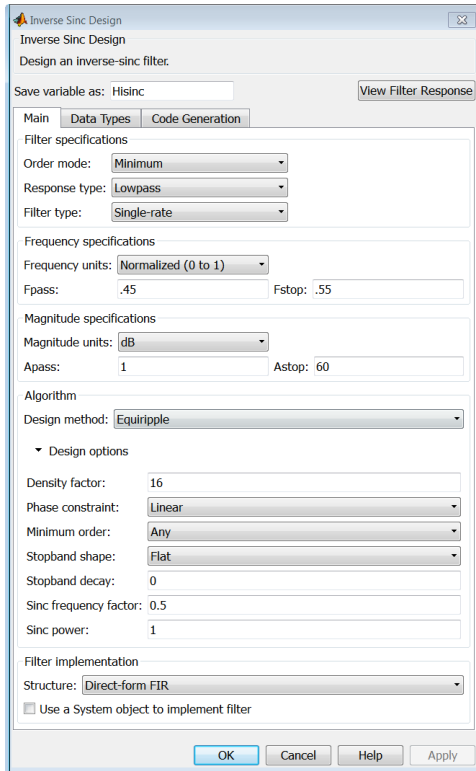 Inverse Sinc Design
Inverse Sinc Design
Design an inverse-sinc filter.
Save variable as: Hisinc View Filter Response
Main Data Types Code Generation
Filter specifications
Order mode: Minimum
Response type: Lowpass
Filter type: Single-rate
Frequency specifications
Frequency units: Normalized (0 to 1)
Fpass: .45 Fstop: .55
Magnitude specifications
Magnitude units: dB
Apass: 1 Astop: 60
Algorithm
Design method: Equiripple
Design options
Density factor: 16
Phase constraint: Linear
Minimum order: Any
Stopband shape: Flat
Stopband decay: 0
Sinc frequency factor: 0.5
Sinc power: 1
Filter implementation
Structure: Direct-form FIR
Use a System object to implement filter
OK Cancel Help Apply